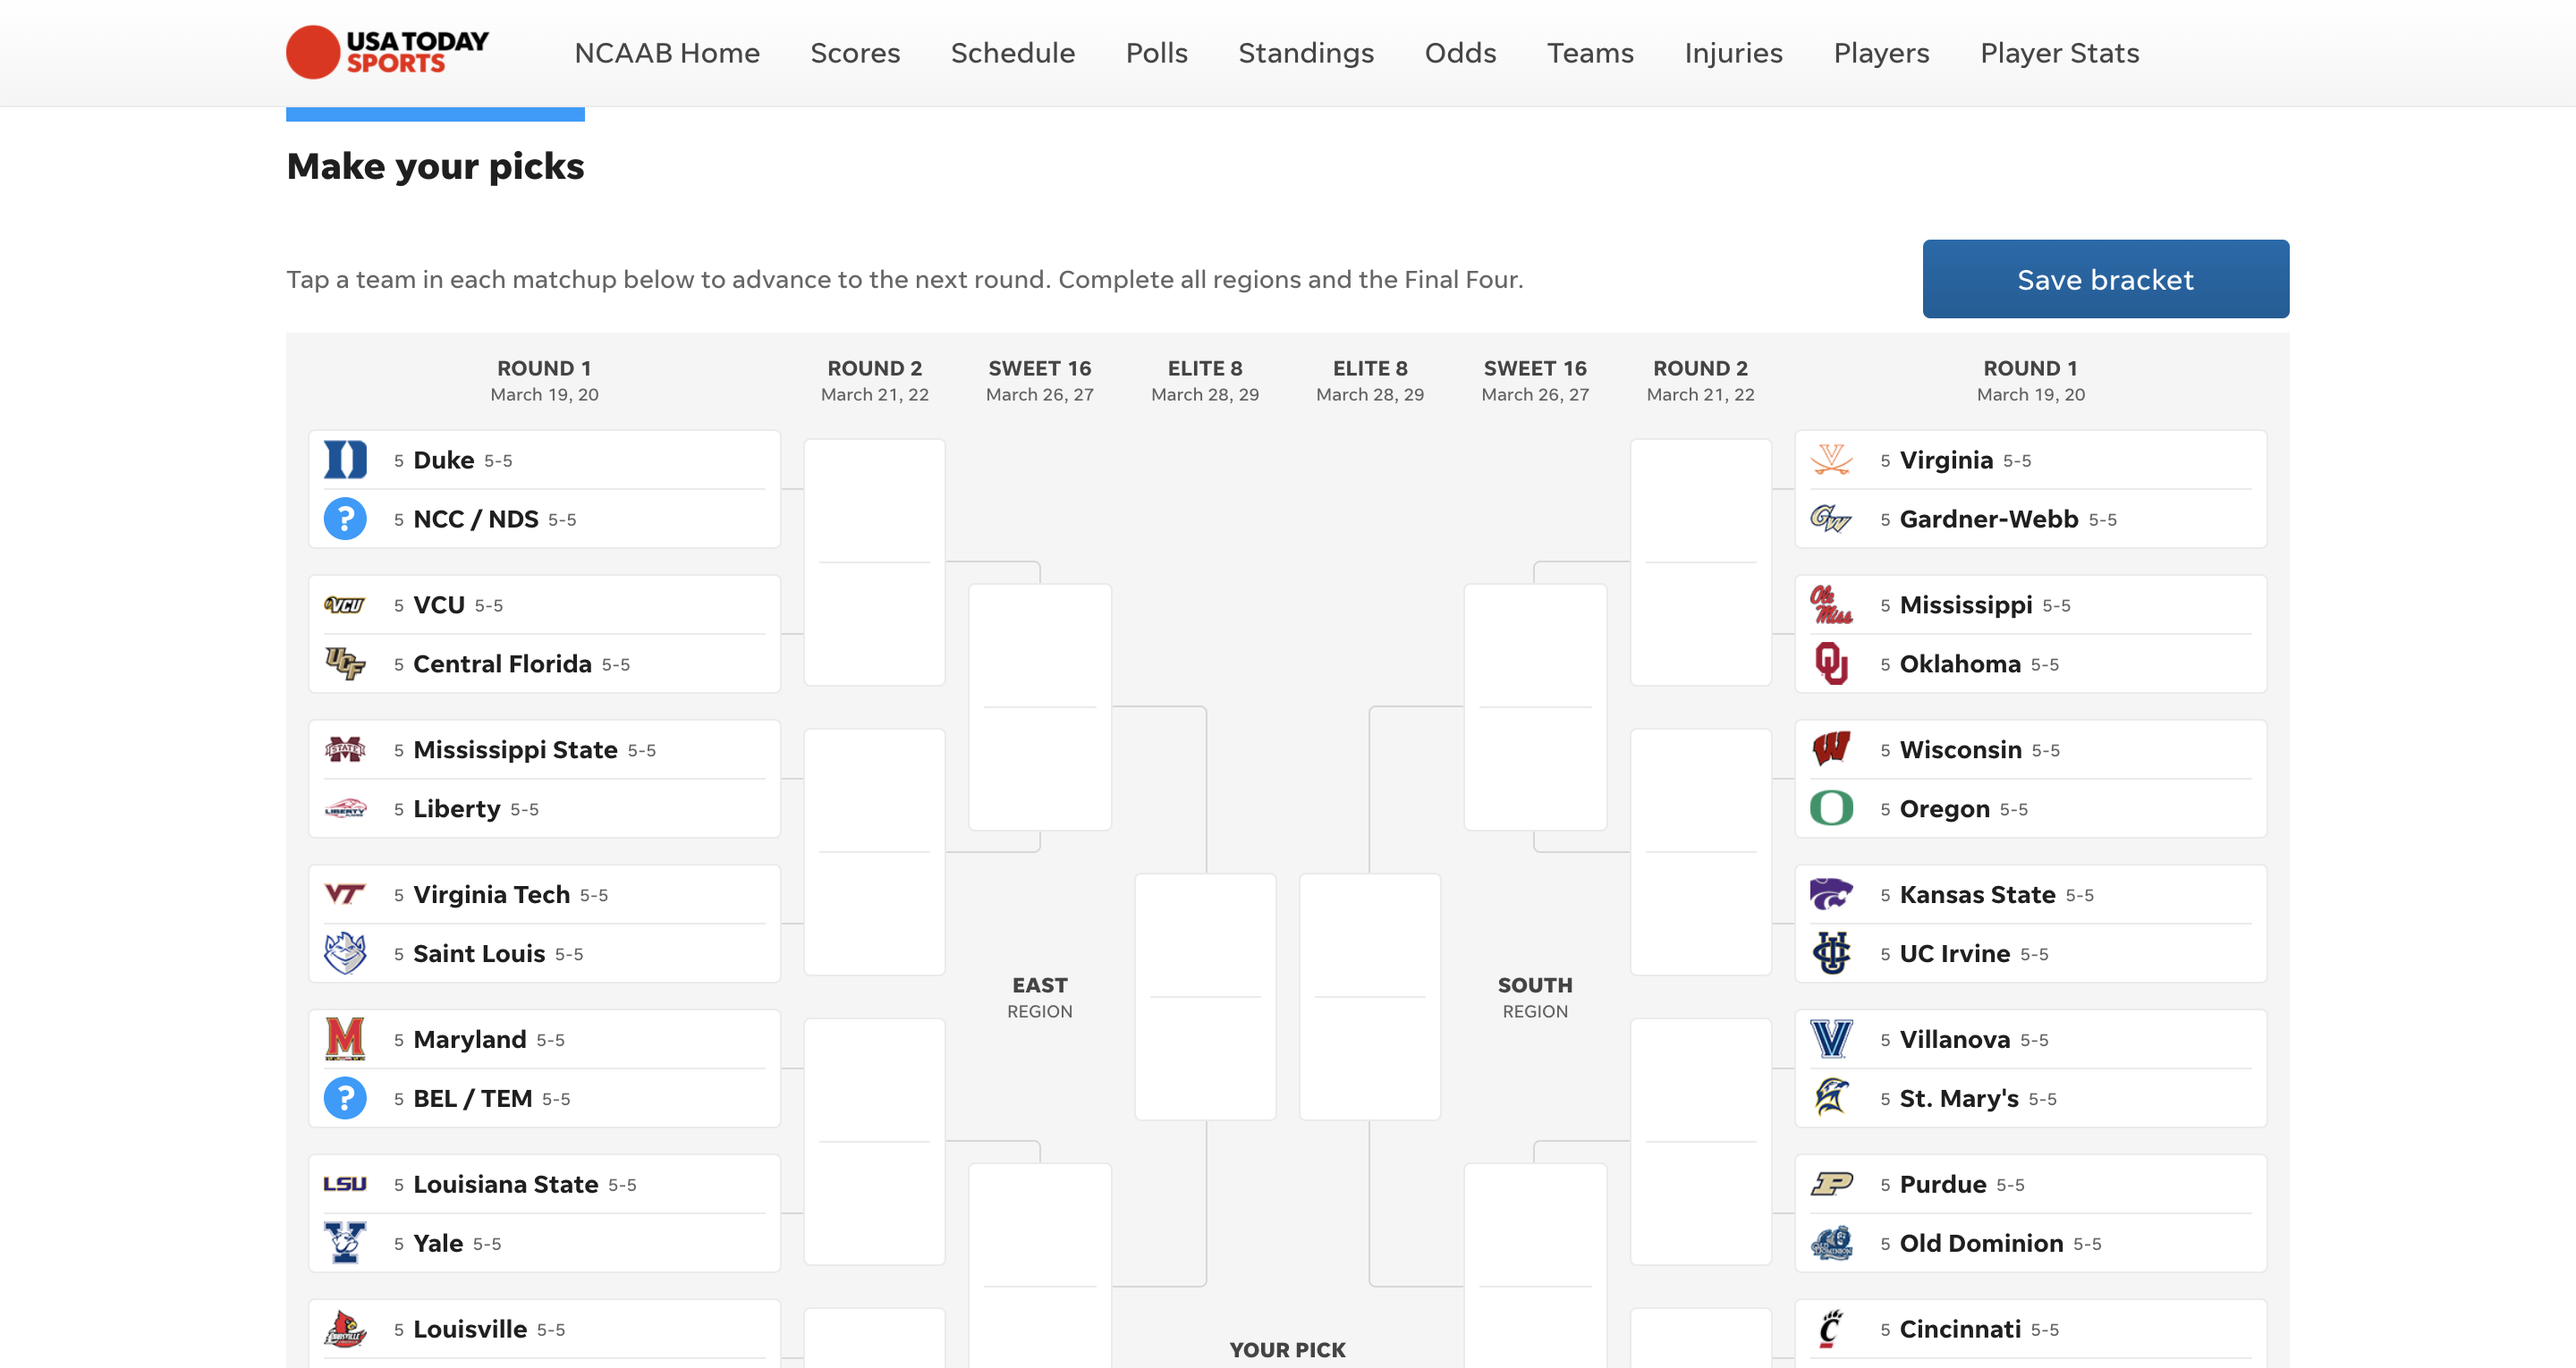 USA TODAY SPORTS
NCAAB Home Scores Schedule Polls Standings Odds Teams Injuries Players Player Stats
Make your picks
Tap a team in each matchup below to advance to the next round. Complete all regions and the Final Four.
Save bracket
ROUND 1 ROUND 2 SWEET 16 ELITE 8 ELITE 8 SWEET 16 ROUND 2 ROUND 1
March 19, 20 March 21, 22 March 26, 27 March 28, 29 March 28, 29 March 26, 27 March 21, 22 March 19, 20
5 Duke 5-5
? 5 NCC / NDS 5-5
VCU 5 VCU 5-5
UCF 5 Central Florida 5-5
STATE 5 Mississippi State 5-5
LIBERTY 5 Liberty 5-5
VT 5 Virginia Tech 5-5
5 Saint Louis 5-5
M 5 Maryland 5-5
? 5 BEL / TEM 5-5
LSU 5 Louisiana State 5-5
Y 5 Yale 5-5
5 Louisville 5-5
EAST
REGION
YOUR PICK
SOUTH
REGION
V 5 Virginia 5-5
GW 5 Gardner-Webb 5-5
Ole Miss 5 Mississippi 5-5
OU 5 Oklahoma 5-5
W 5 Wisconsin 5-5
O 5 Oregon 5-5
5 Kansas State 5-5
5 UC Irvine 5-5
V 5 Villanova 5-5
5 St. Mary's 5-5
P 5 Purdue 5-5
5 Old Dominion 5-5
C 5 Cincinnati 5-5